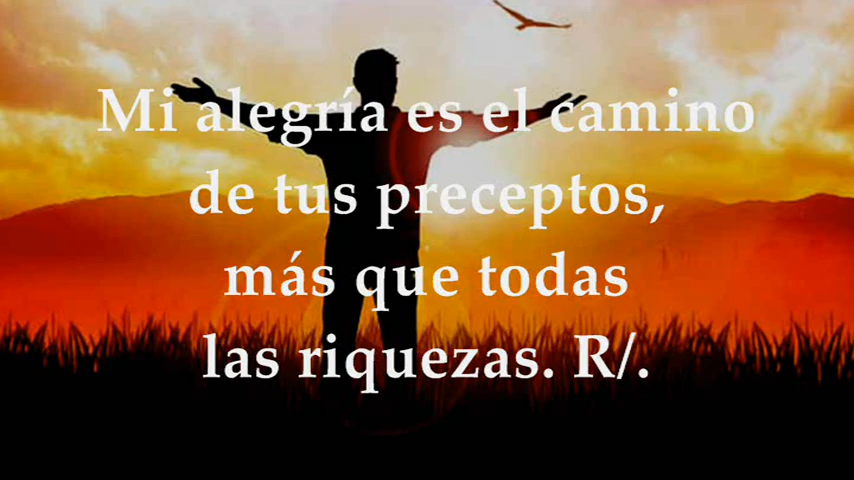 Mi alegría es el camino
de tus preceptos,
más que todas
las riquezas. R/.